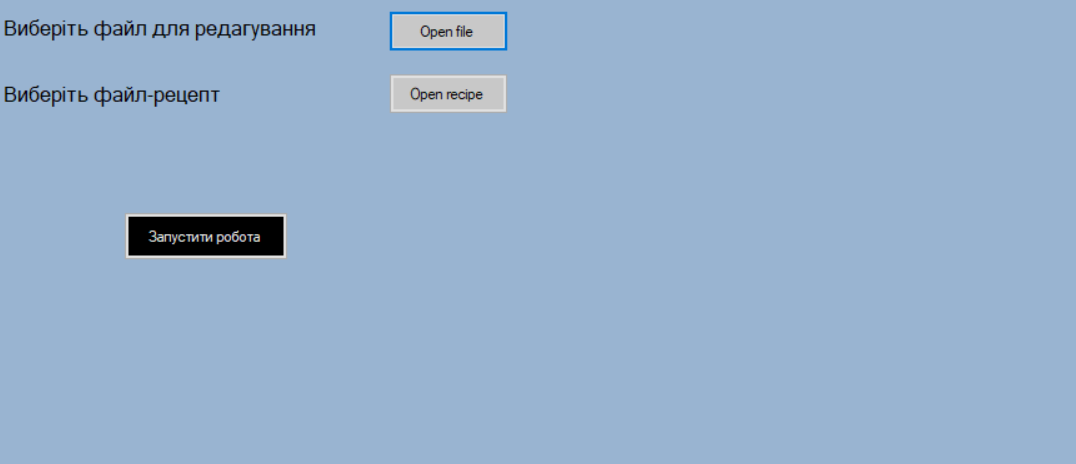 Виберіть файл для редагування
Open file
Виберіть файл-рецепт
Open recipe
Запустити робота